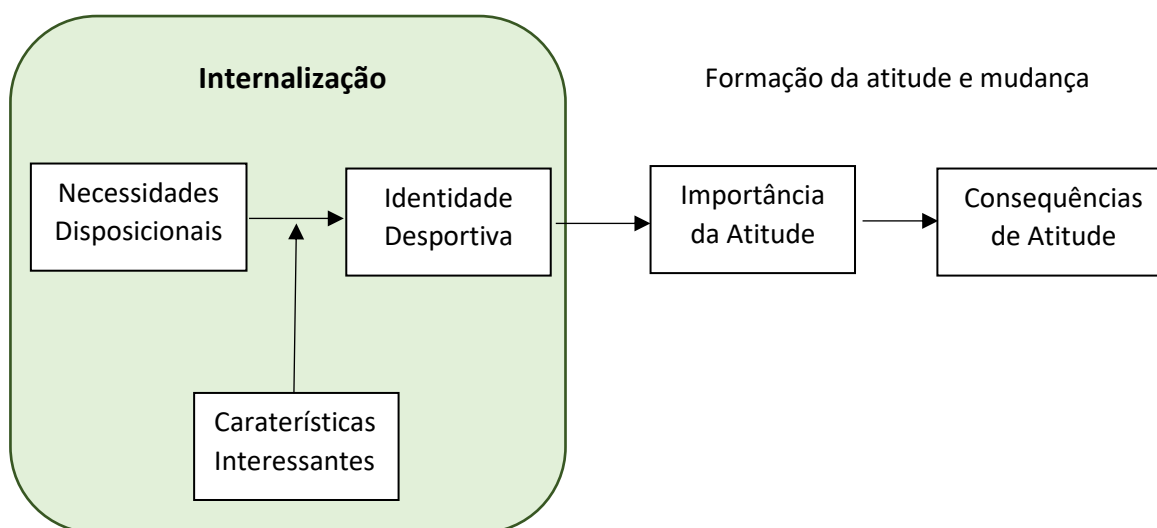 Internalização
Formação da atitude e mudança
Necessidades
Disposicionais
Identidade
Desportiva
Importância
da Atitude
Consequências
de Atitude
Caraterísticas
Interessantes